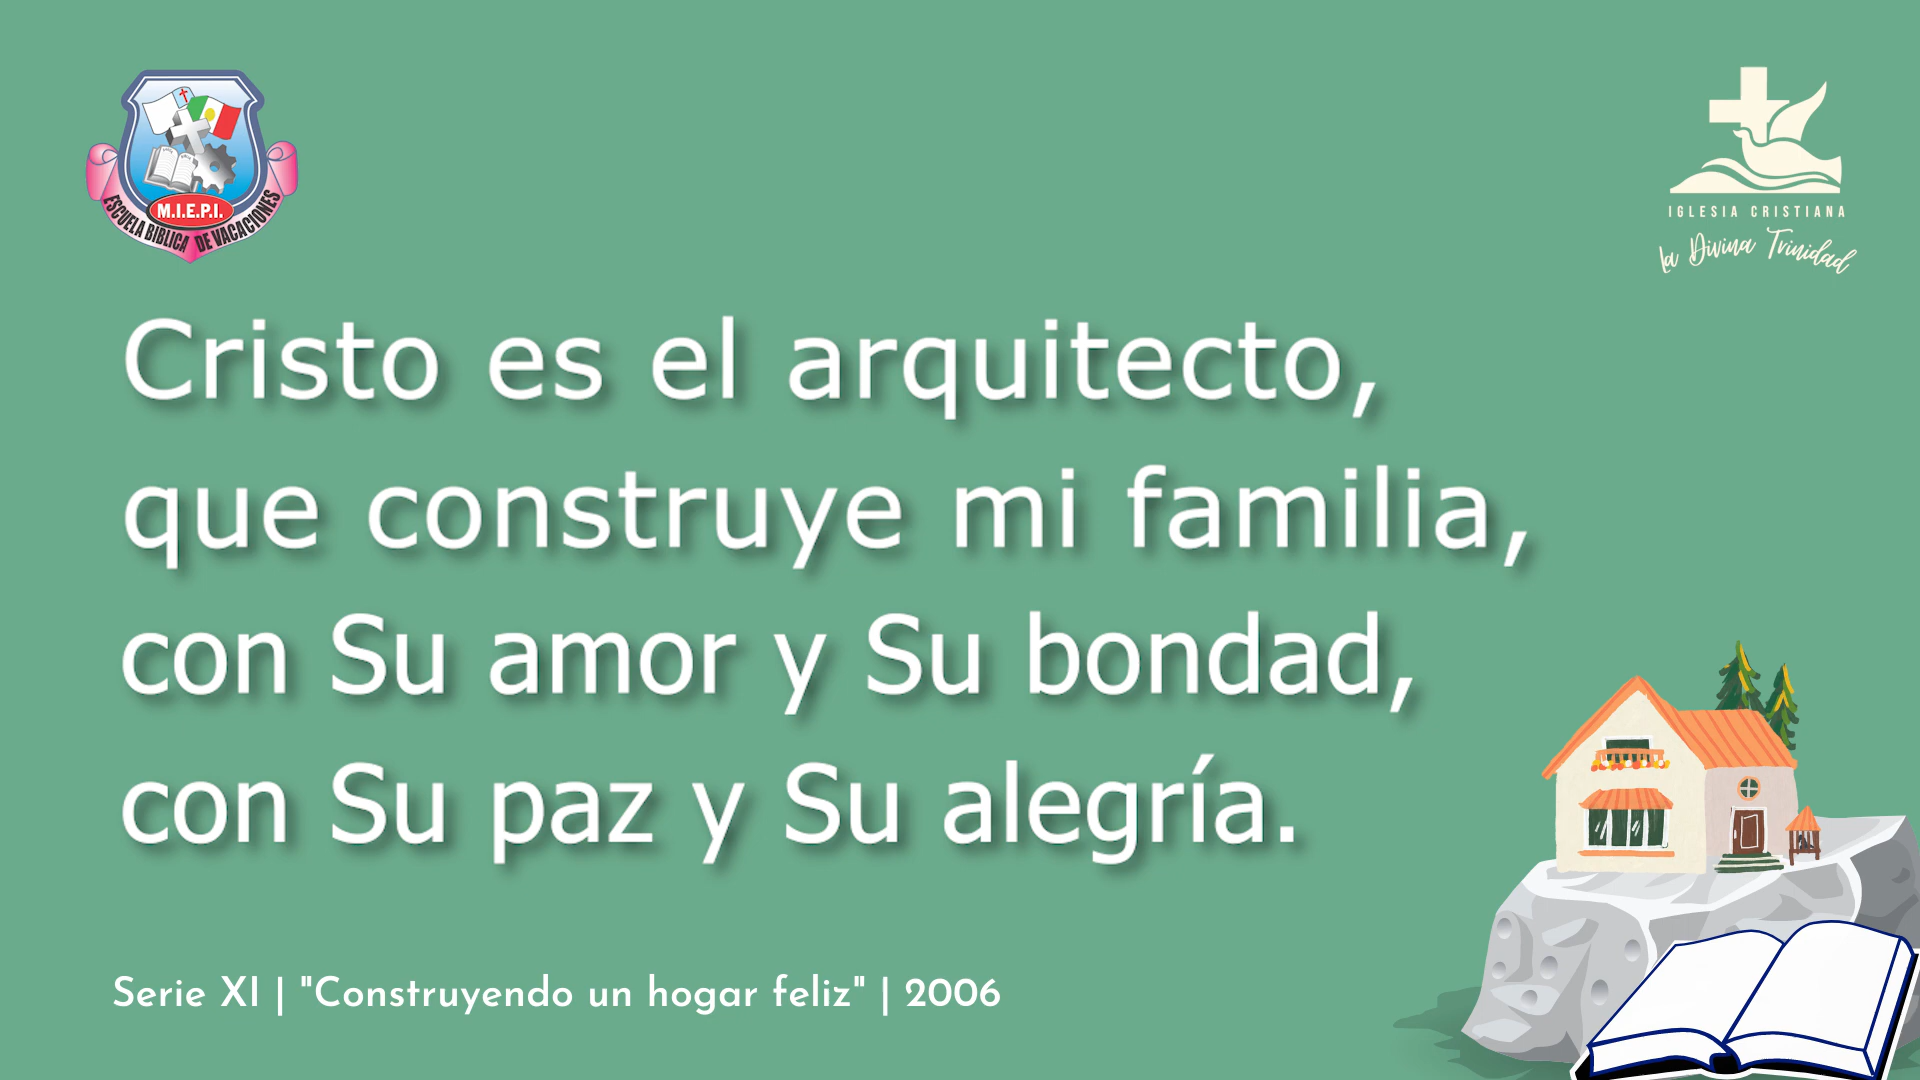 M.I.E.P.I.
ESCUELA BIBLICA DE VACACIONES
IGLESIA CRISTIANA
La Divina Trinidad
Cristo es el arquitecto,
que construye mi familia,
con Su amor y Su bondad,
con Su paz y Su alegría.
Serie XI | "Construyendo un hogar feliz" | 2006